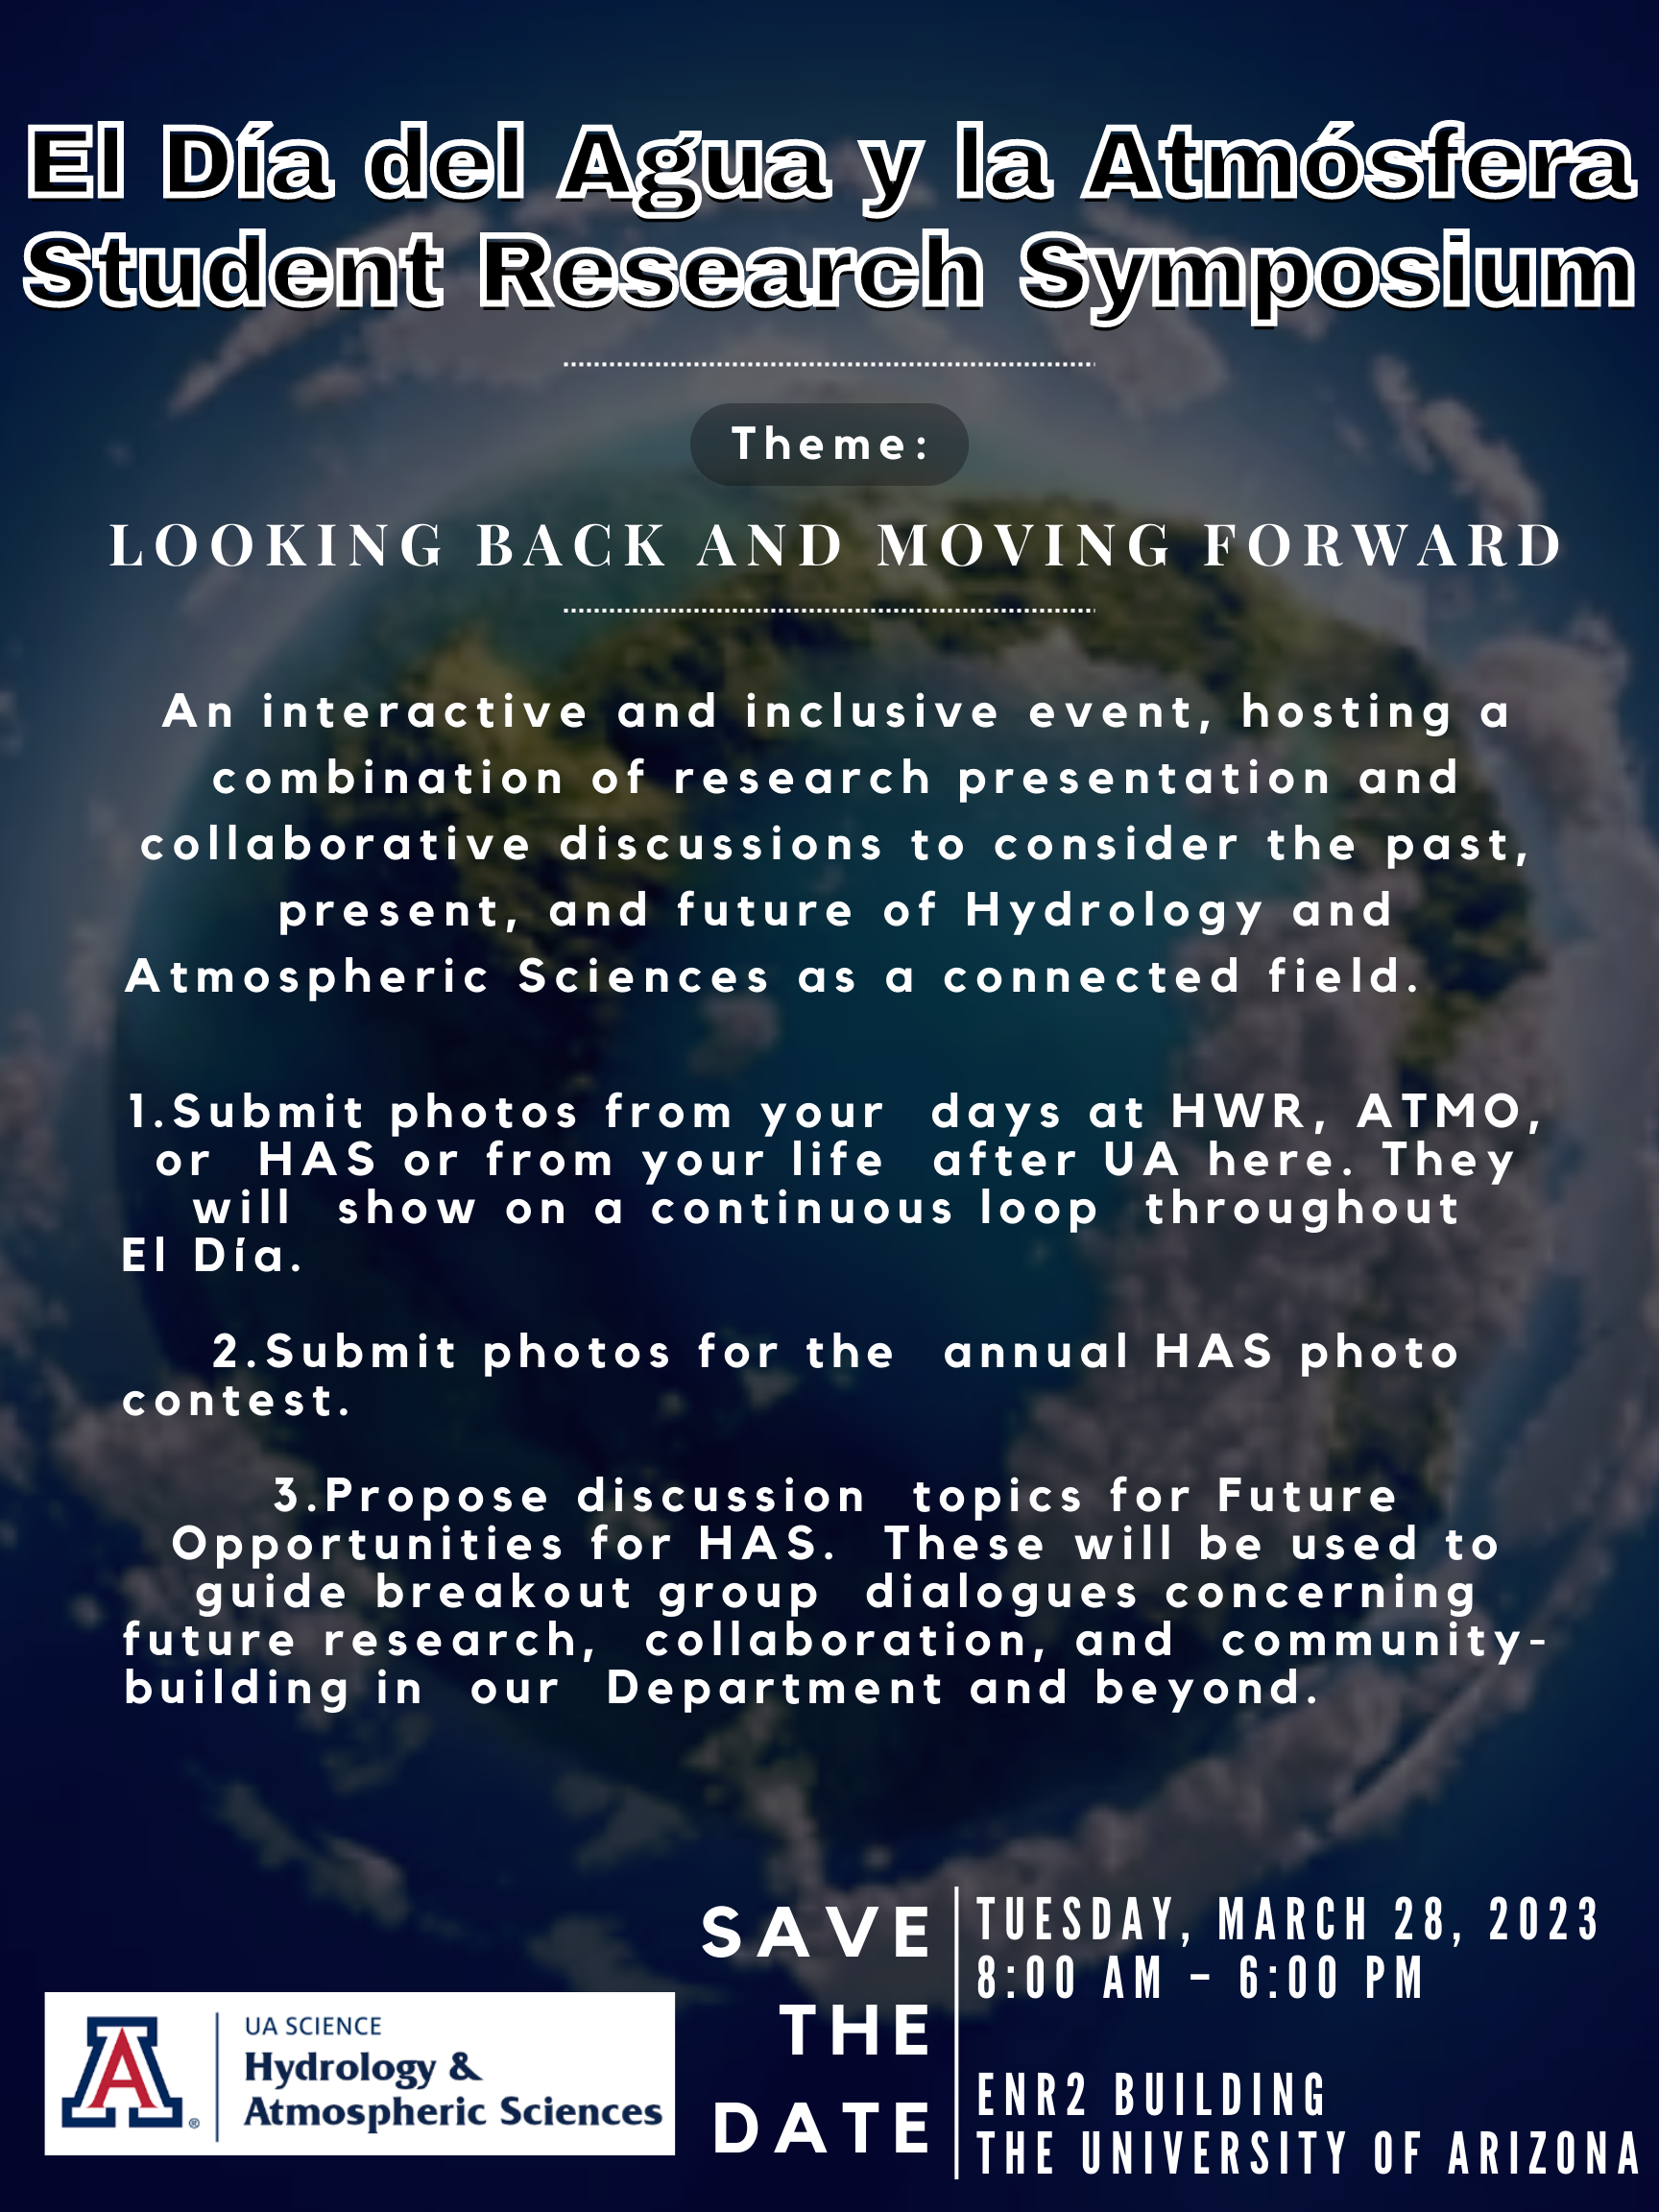 El Día del Agua y la Atmósfera
Student Research Symposium
Theme:
LOOKING BACK AND MOVING FORWARD
An interactive and inclusive event, hosting a
combination of research presentation and
collaborative discussions to consider the past,
present, and future of Hydrology and
Atmospheric Sciences as a connected field.
1.Submit photos from your days at HWR, ATMO,
or HAS or from your life after UA here. They
will show on a continuous loop throughout
El Día.
2.Submit photos for the annual HAS photo
contest.
3.Propose discussion topics for Future
Opportunities for HAS. These will be used to
guide breakout group dialogues concerning
future research, collaboration, and community-
building in our Department and beyond.
SAVE
THE
DATE
TUESDAY, MARCH 28, 2023
8:00 AM – 6:00 PM
ENR2 BUILDING
THE UNIVERSITY OF ARIZONA
A ®
UA SCIENCE
Hydrology &
Atmospheric Sciences